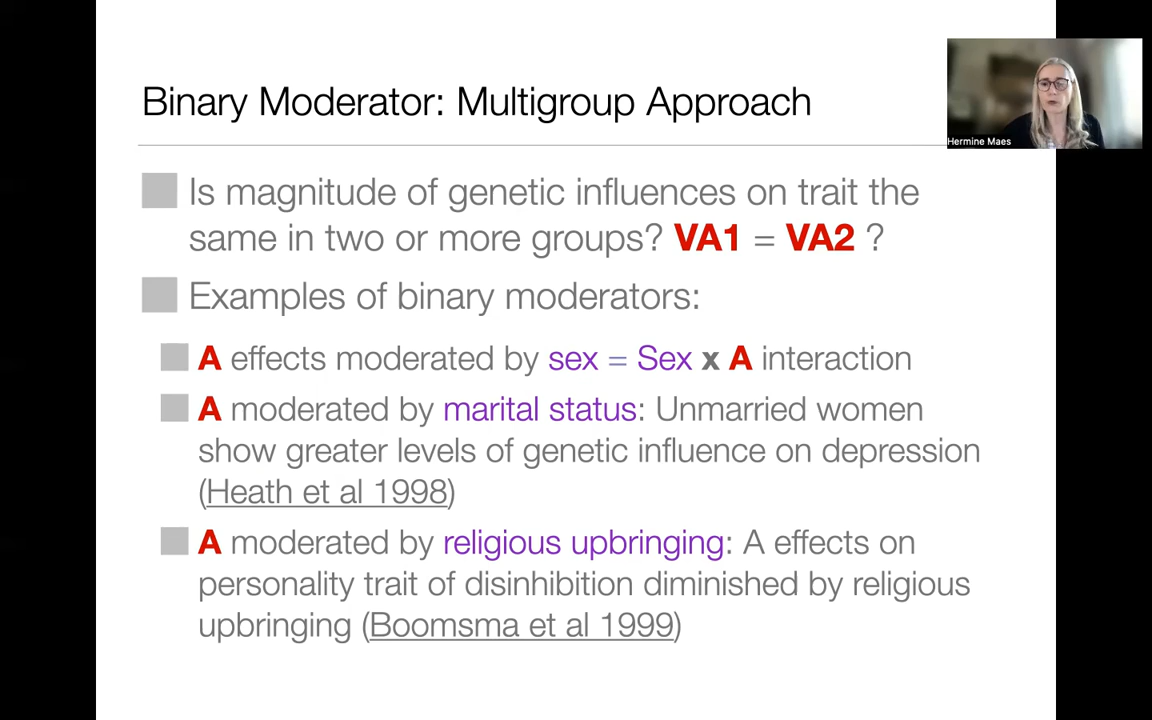 Binary Moderator: Multigroup Approach
Hermine Maes
Is magnitude of genetic influences on trait the
same in two or more groups? VA1 = VA2 ?
Examples of binary moderators:
A effects moderated by sex = Sex x A interaction
A moderated by marital status: Unmarried women
show greater levels of genetic influence on depression
(Heath et al 1998)
A moderated by religious upbringing: A effects on
personality trait of disinhibition diminished by religious
upbringing (Boomsma et al 1999)